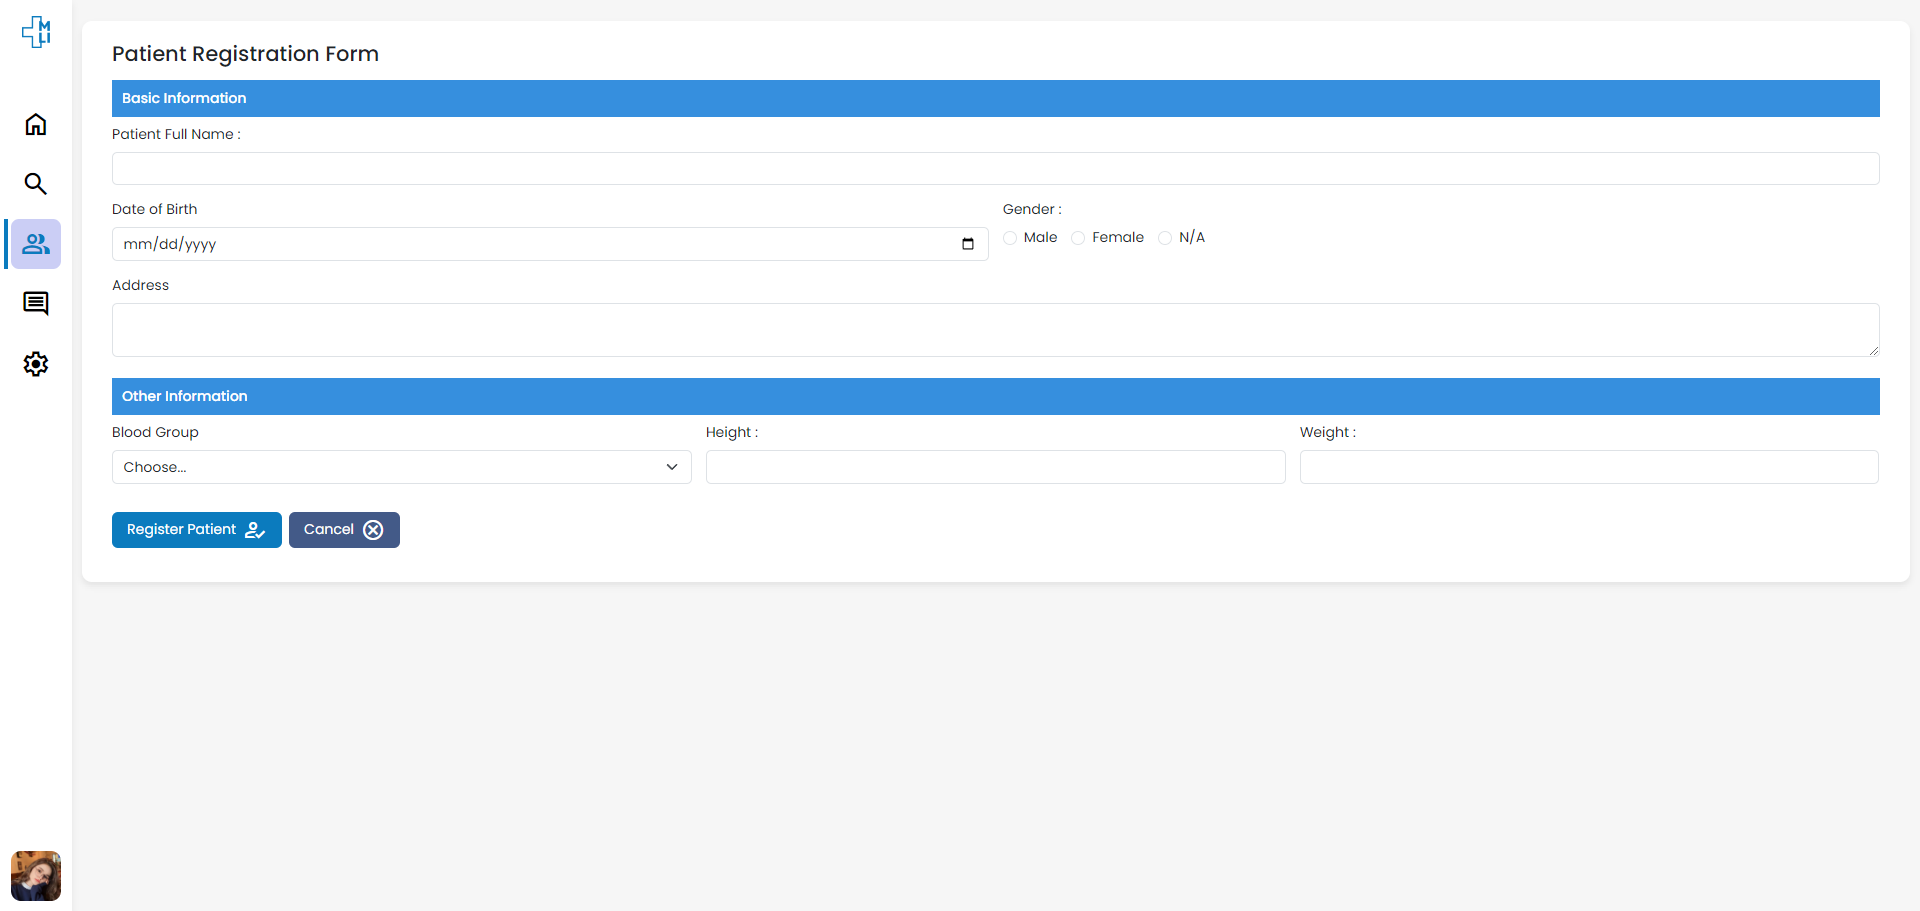 M
LI
Patient Registration Form
Basic Information
Patient Full Name :
Date of Birth
Gender :
mm/dd/yyyy
Male Female N/A
Address
Other Information
Blood Group
Height :
Weight :
Choose...
Register Patient
Cancel